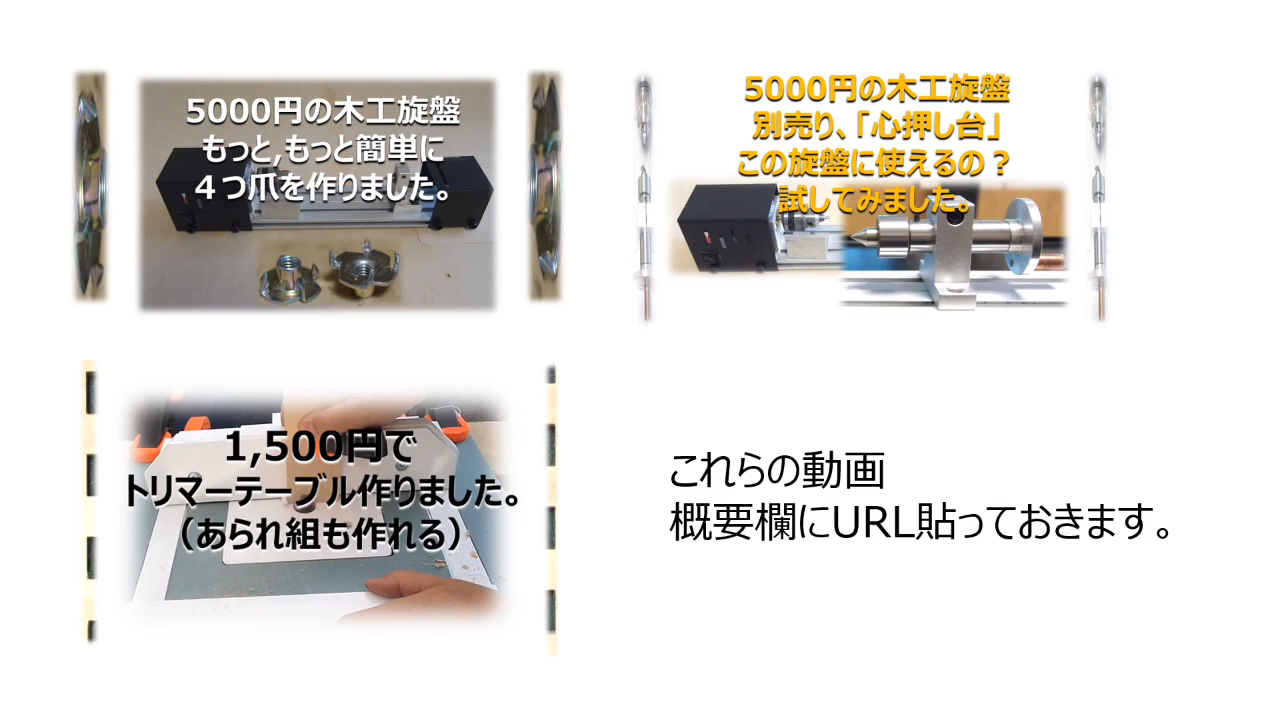 5000円の木工旋盤
もっと,もっと簡単に
４つ爪を作りました。
5000円の木工旋盤
別売り、「心押し台」
この旋盤に使えるの？
試してみました。
1,500円で
トリマーテーブル作りました。
（あられ組も作れる）
これらの動画
概要欄にURL貼っておきます。